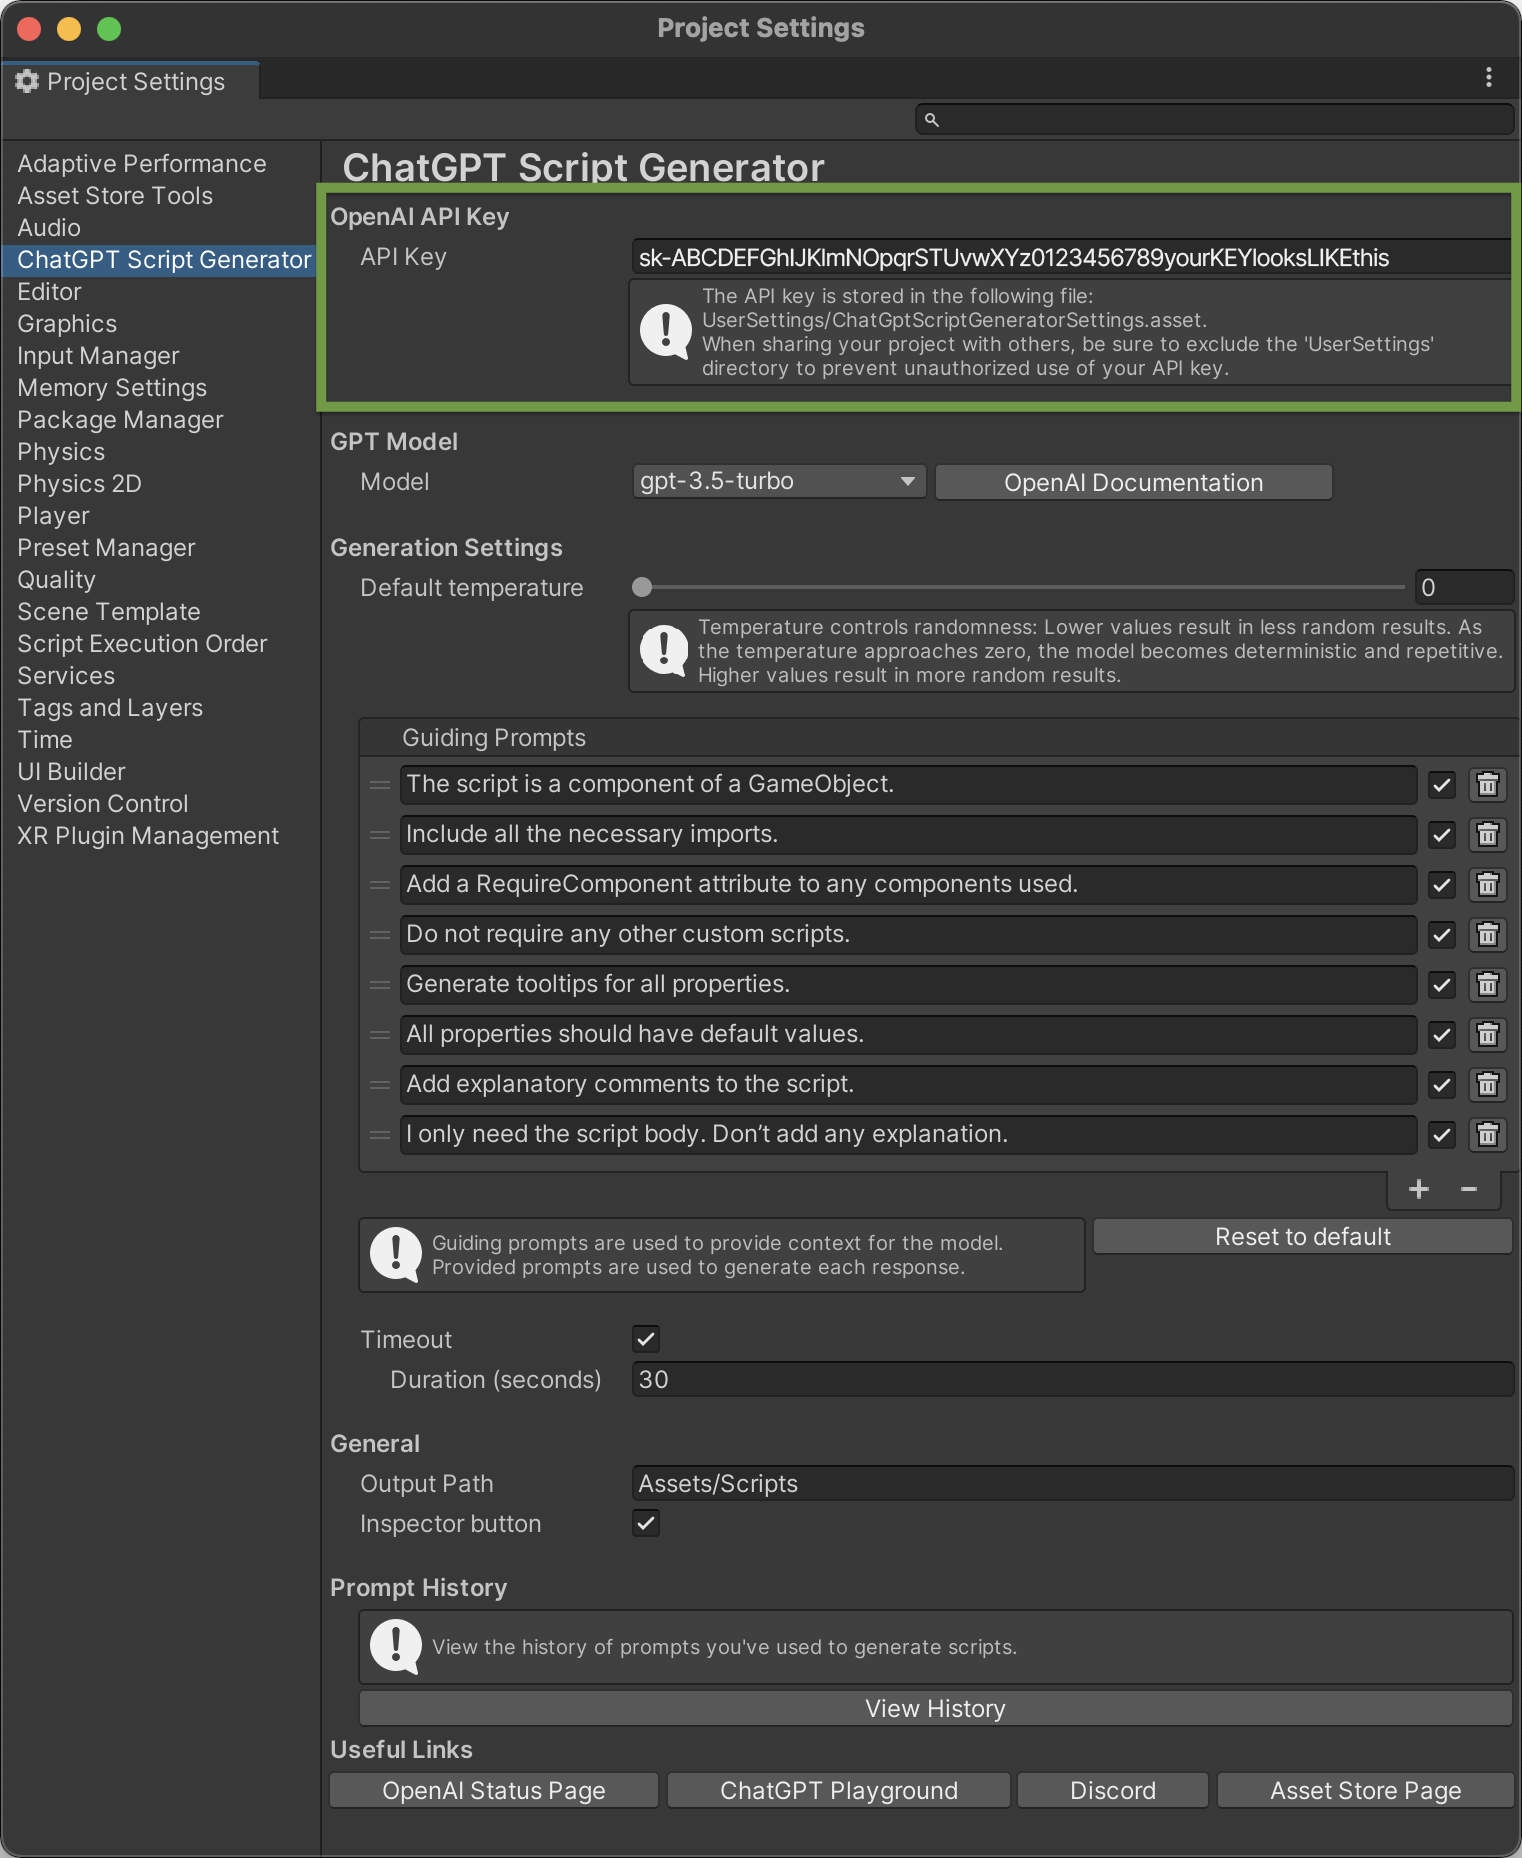 Project Settings
Project Settings
Adaptive Performance
Asset Store Tools
Audio
ChatGPT Script Generator
Editor
Graphics
Input Manager
Memory Settings
Package Manager
Physics
Physics 2D
Player
Preset Manager
Quality
Scene Template
Script Execution Order
Services
Tags and Layers
Time
UI Builder
Version Control
XR Plugin Management
ChatGPT Script Generator
OpenAI API Key
API Key
sk-ABCDEFGhIJKlmNOpqrSTUvwXYz0123456789yourKEYlooksLIKEthis
The API key is stored in the following file:
UserSettings/ChatGptScriptGeneratorSettings.asset.
When sharing your project with others, be sure to exclude the 'UserSettings'
directory to prevent unauthorized use of your API key.
GPT Model
Model
gpt-3.5-turbo
OpenAI Documentation
Generation Settings
Default temperature
0
Temperature controls randomness: Lower values result in less random results. As
the temperature approaches zero, the model becomes deterministic and repetitive.
Higher values result in more random results.
Guiding Prompts
The script is a component of a GameObject.
Include all the necessary imports.
Add a RequireComponent attribute to any components used.
Do not require any other custom scripts.
Generate tooltips for all properties.
All properties should have default values.
Add explanatory comments to the script.
I only need the script body. Don’t add any explanation.
Guiding prompts are used to provide context for the model.
Provided prompts are used to generate each response.
Reset to default
Timeout
Duration (seconds)
30
General
Output Path
Assets/Scripts
Inspector button
Prompt History
View the history of prompts you've used to generate scripts.
View History
Useful Links
OpenAI Status Page
ChatGPT Playground
Discord
Asset Store Page